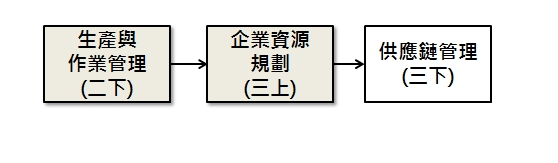 生產與
作業管理
(二下)
企業資源
規劃
(三上)
供應鏈管理
(三下)